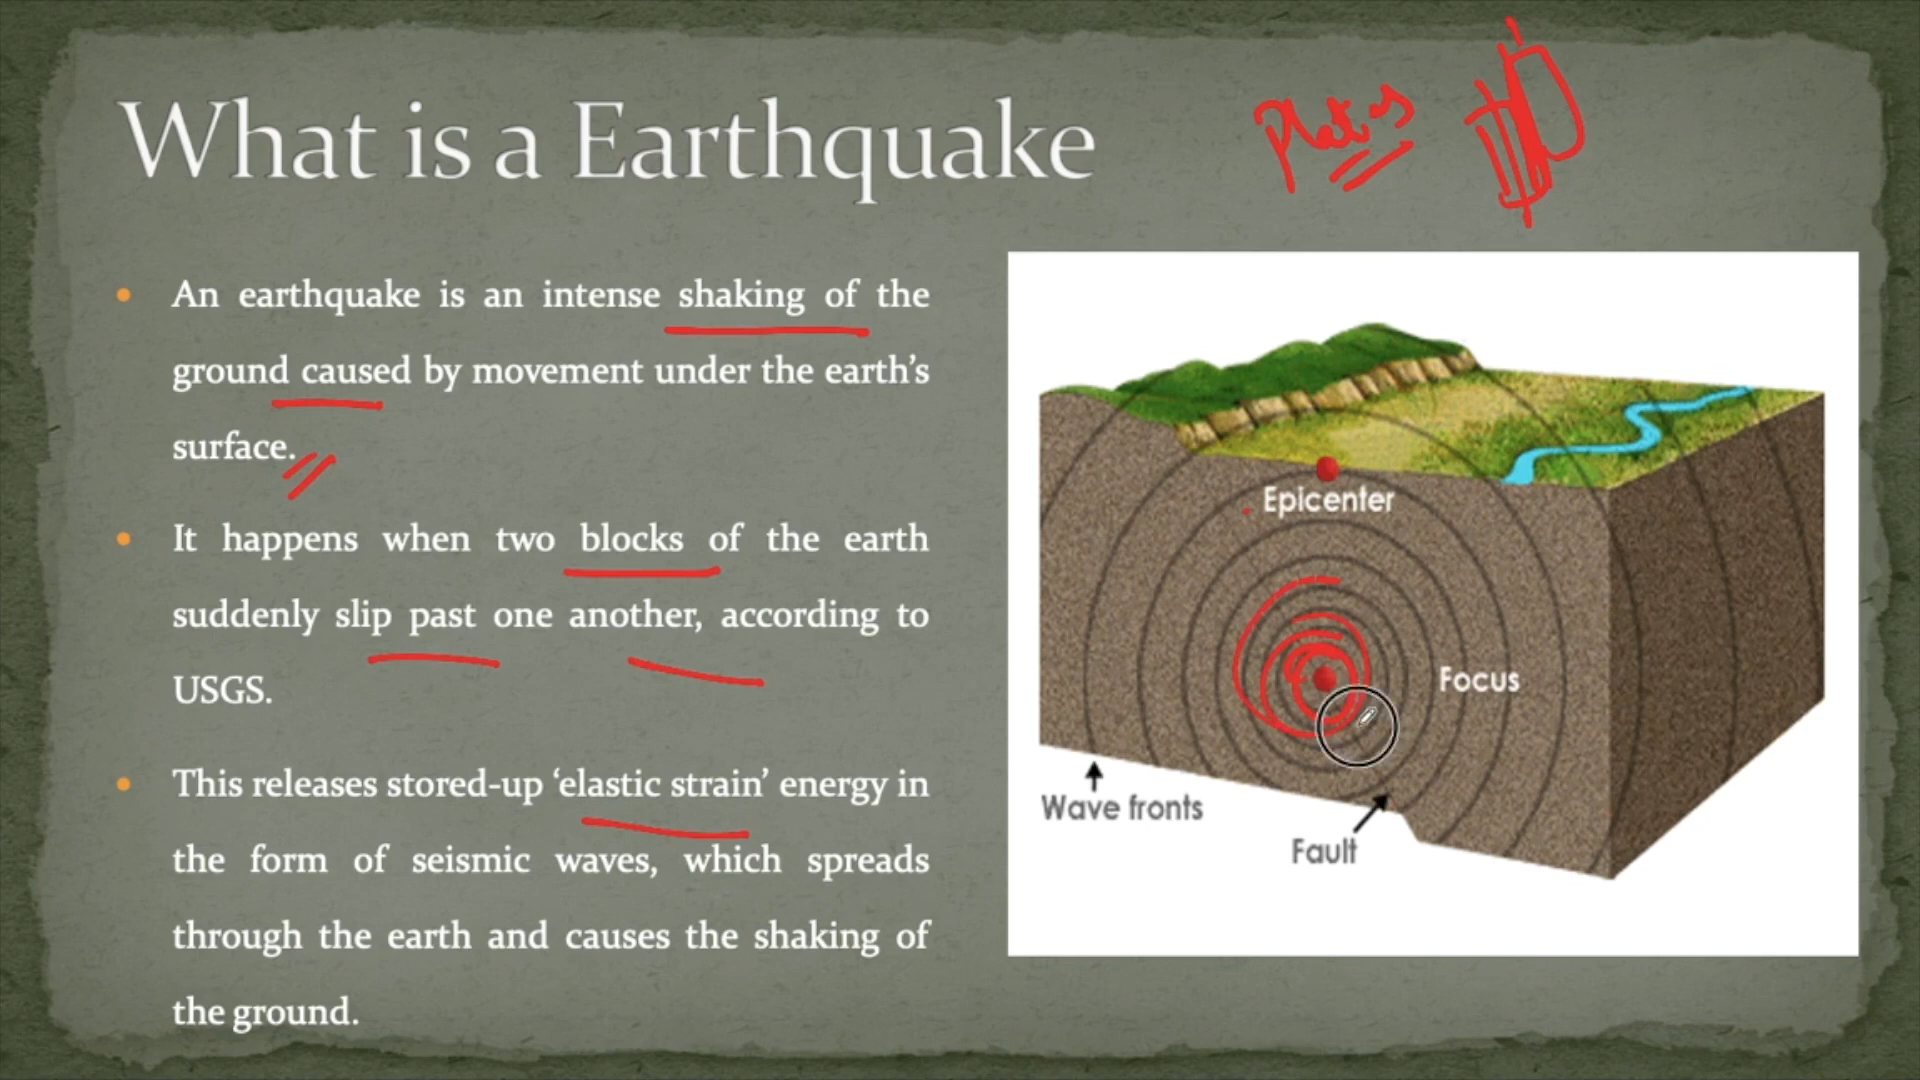 What is a Earthquake
Plates
An earthquake is an intense shaking of the
ground caused by movement under the earth’s
surface.
It happens when two blocks of the earth
suddenly slip past one another, according to
USGS.
This releases stored-up ‘elastic strain’ energy in
the form of seismic waves, which spreads
through the earth and causes the shaking of
the ground.
Epicenter
Focus
Wave fronts
Fault